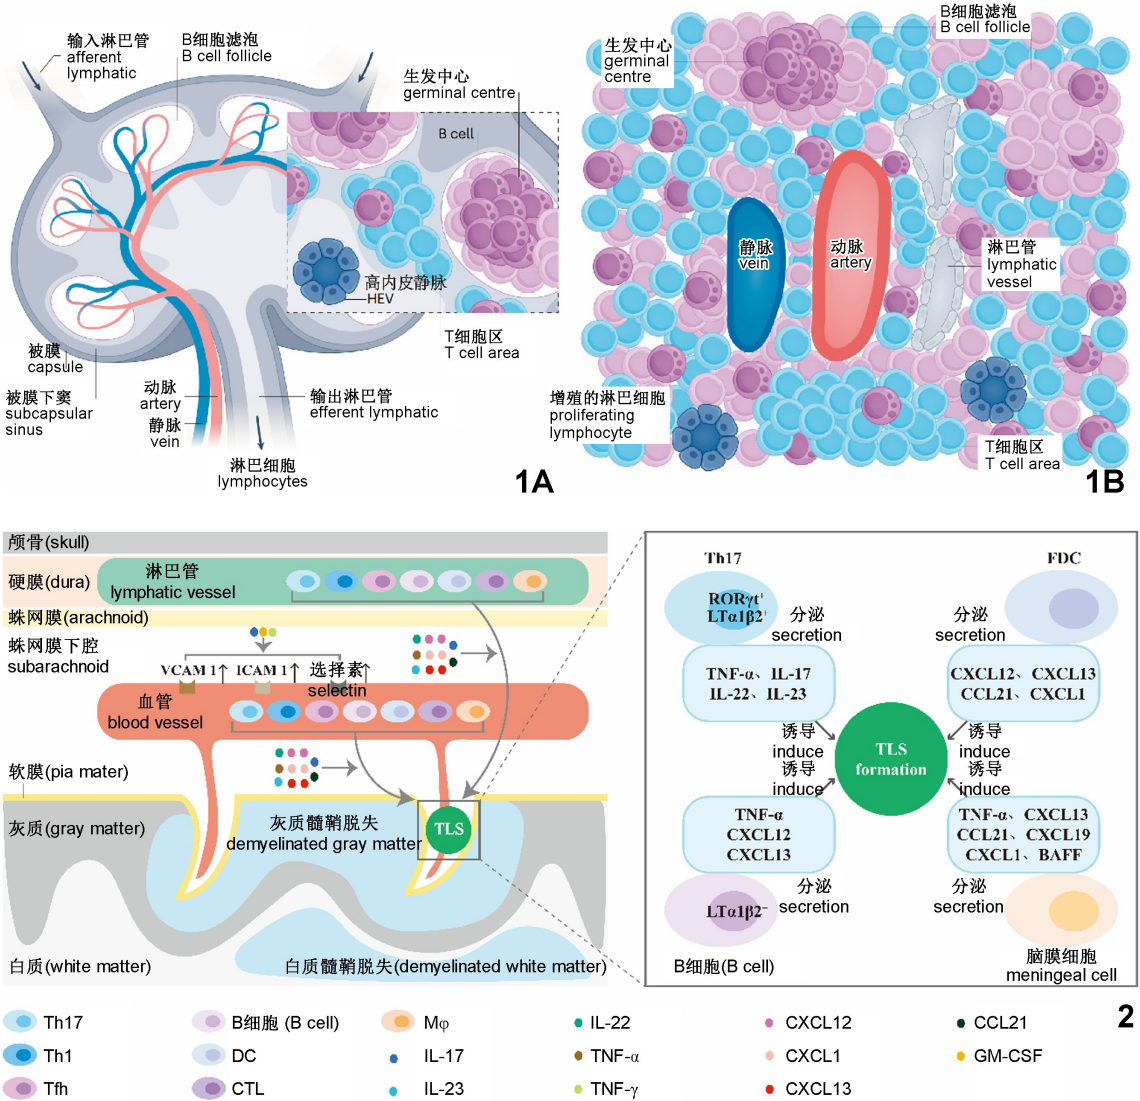 输入淋巴管
afferent
lymphatic
B细胞滤泡
B cell follicle
生发中心
germinal centre
B cell
高内皮静脉
HEV
T细胞区
T cell area
被膜
capsule
被膜下窦
subcapsular
sinus
动脉
artery
静脉
vein
输出淋巴管
efferent lymphatic
淋巴细胞
lymphocytes
1A
B细胞滤泡
B cell follicle
生发中心
germinal
centre
静脉
vein
动脉
artery
淋巴管
lymphatic
vessel
增殖的淋巴细胞
proliferating
lymphocyte
T细胞区
T cell area
1B
颅骨(skull)
硬膜(dura)
淋巴管
lymphatic vessel
蛛网膜(arachnoid)
蛛网膜下腔
subarachnoid
VCAM 1↑
ICAM 1↑
选择素↑
selectin
血管
blood vessel
软膜(pia mater)
灰质(gray matter)
灰质髓鞘脱失
demyelinated gray matter
TLS
白质(white matter)
白质髓鞘脱失(demyelinated white matter)
Th17
RORγt⁺
LTα1β2⁺
分泌
secretion
TNF-α、IL-17
IL-22、IL-23
诱导
induce
FDC
分泌
secretion
CXCL12、CXCL13
CCL21、CXCL1
诱导
induce
TLS
formation
诱导
induce
TNF-α
CXCL12
CXCL13
分泌
secretion
LTα1β2⁻
B细胞(B cell)
诱导
induce
TNF-α、CXCL13
CCL21、CXCL19
CXCL1、BAFF
分泌
secretion
脑膜细胞
meningeal cell
Th17
B细胞 (B cell)
Mφ
IL-22
CXCL12
CCL21
Th1
DC
IL-17
TNF-α
CXCL1
GM-CSF
Tfh
CTL
IL-23
TNF-γ
CXCL13
2